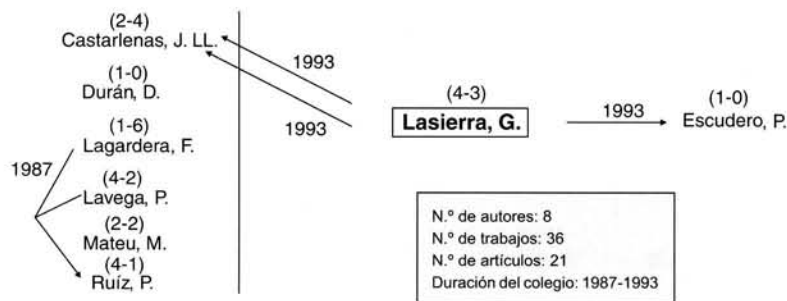 (2-4)
Castarlenas, J. LL.
(1-0)
Durán, D.
(1-6)
Lagardera, F.
1987
(4-2)
Lavega, P.
(2-2)
Mateu, M.
(4-1)
Ruíz, P.
1993
1993
(4-3)
Lasierra, G.
1993
(1-0)
Escudero, P.
N.º de autores: 8
N.º de trabajos: 36
N.º de artículos: 21
Duración del colegio: 1987-1993